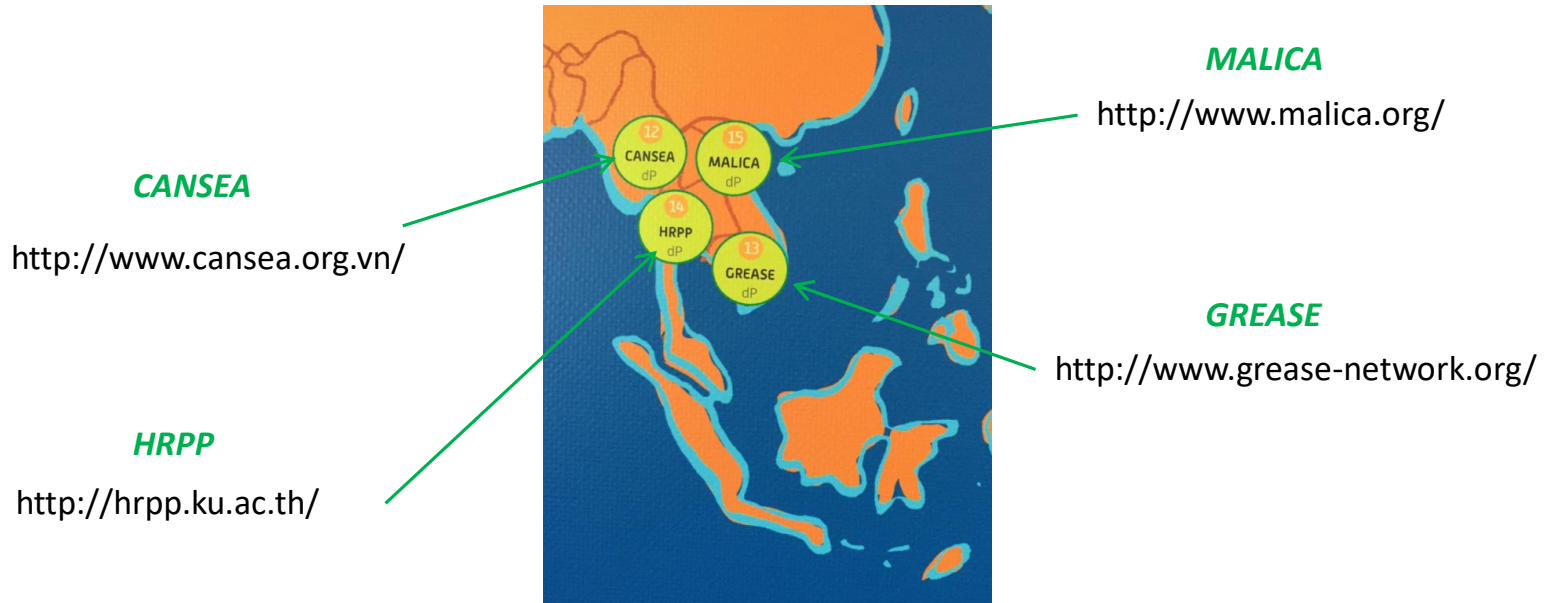 MALICA
http://www.malica.org/
CANSEA
http://www.cansea.org.vn/
12
CANSEA
dP
15
MALICA
dP
14
HRPP
dP
13
GREASE
dP
GREASE
http://www.grease-network.org/
HRPP
http://hrpp.ku.ac.th/